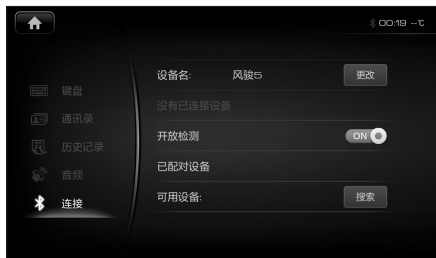 00:19 --℃
设备名: 风骏5 更改
键盘
没有已连接设备
通讯录
开放检测 ON
历史记录
已配对设备
音频
可用设备: 搜索
连接